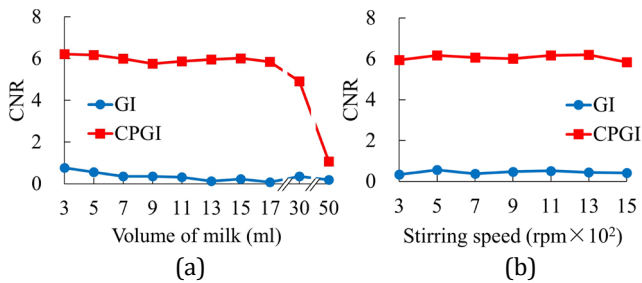 8
6
4
2
0
CNR
GI
CPGI
3 5 7 9 11 13 15 17 30 50
Volume of milk (ml)
(a)
8
6
4
2
0
CNR
GI
CPGI
3 5 7 9 11 13 15
Stirring speed (rpm×10²)
(b)